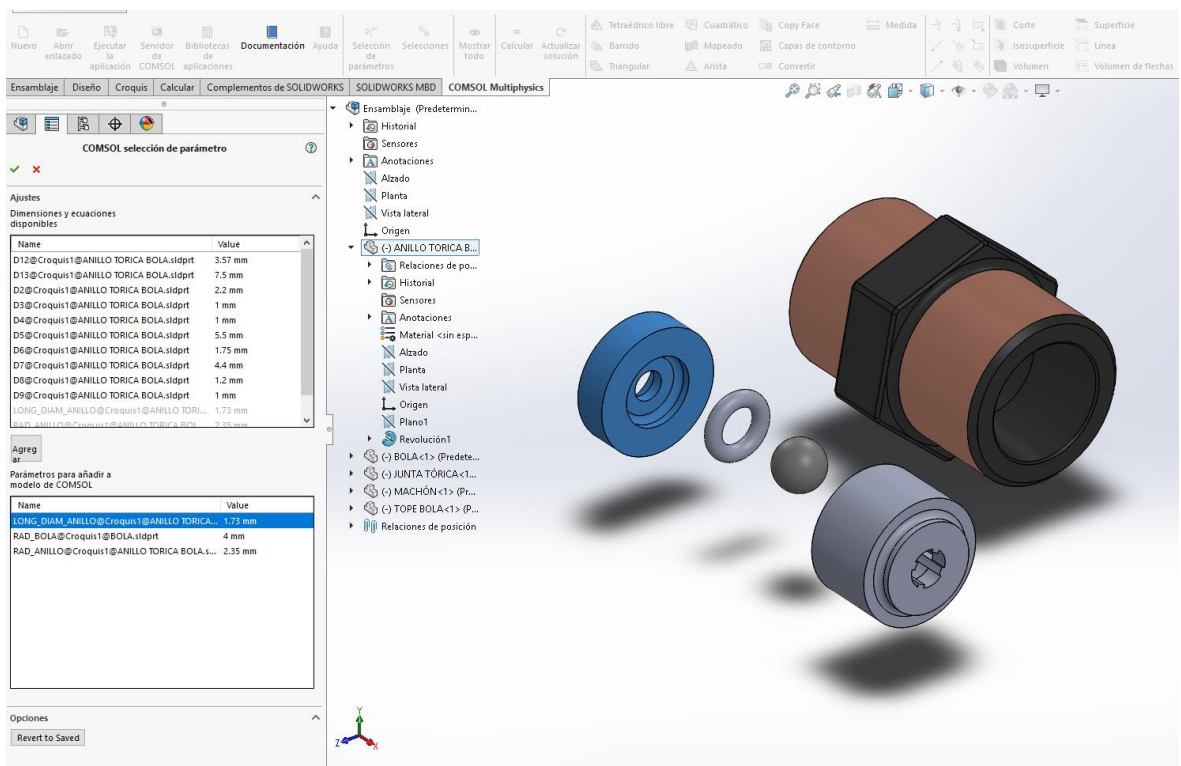 Nuevo
Abrir enlazado
Ejecutar la aplicación
Servidor de COMSOL
Bibliotecas de aplicaciones
Documentación
Ayuda
Selección de parámetros
Selecciones
Mostrar todo
Calcular
Actualizar solución
Tetraédrico libre
Cuadrático
Copy Face
Medida
Corte
Superficie
Barrido
Mapeado
Capas de contorno
Isosuperficie
Línea
Triangular
Arista
Convertir
Volumen
Volumen de flechas
Ensamblaje
Diseño
Croquis
Calcular
Complementos de SOLIDWORKS
SOLIDWORKS MBD
COMSOL Multiphysics
COMSOL selección de parámetro
Ajustes
Dimensiones y ecuaciones
disponibles
Name Value
D12@Croquis1@ANILLO TORICA BOLA.sldprt 3.57 mm
D13@Croquis1@ANILLO TORICA BOLA.sldprt 7.5 mm
D2@Croquis1@ANILLO TORICA BOLA.sldprt 2.2 mm
D3@Croquis1@ANILLO TORICA BOLA.sldprt 1 mm
D4@Croquis1@ANILLO TORICA BOLA.sldprt 1 mm
D5@Croquis1@ANILLO TORICA BOLA.sldprt 5.5 mm
D6@Croquis1@ANILLO TORICA BOLA.sldprt 1.75 mm
D7@Croquis1@ANILLO TORICA BOLA.sldprt 4.4 mm
D8@Croquis1@ANILLO TORICA BOLA.sldprt 1.2 mm
D9@Croquis1@ANILLO TORICA BOLA.sldprt 1 mm
LONG_DIAM_ANILLO@Croquis1@ANILLO TORI... 1.73 mm
RAD_ANILLO@Croquis1@ANILLO TORICA BOL... 2.35 mm
Agreg
ar
Parámetros para añadir a
modelo de COMSOL
Name Value
LONG_DIAM_ANILLO@Croquis1@ANILLO TORICA... 1.73 mm
RAD_BOLA@Croquis1@BOLA.sldprt 4 mm
RAD_ANILLO@Croquis1@ANILLO TORICA BOLA.s... 2.35 mm
Opciones
Revert to Saved
Ensamblaje (Predetermin...
Historial
Sensores
Anotaciones
Alzado
Planta
Vista lateral
Origen
(-) ANILLO TORICA B...
Relaciones de po...
Historial
Sensores
Anotaciones
Material <sin esp...
Alzado
Planta
Vista lateral
Origen
Plano1
Revolución1
(-) BOLA<1> (Predete...
(-) JUNTA TÓRICA<1...
(-) MACHÓN<1> (Pr...
(-) TOPE BOLA<1> (P...
Relaciones de posición
Y
Z
X